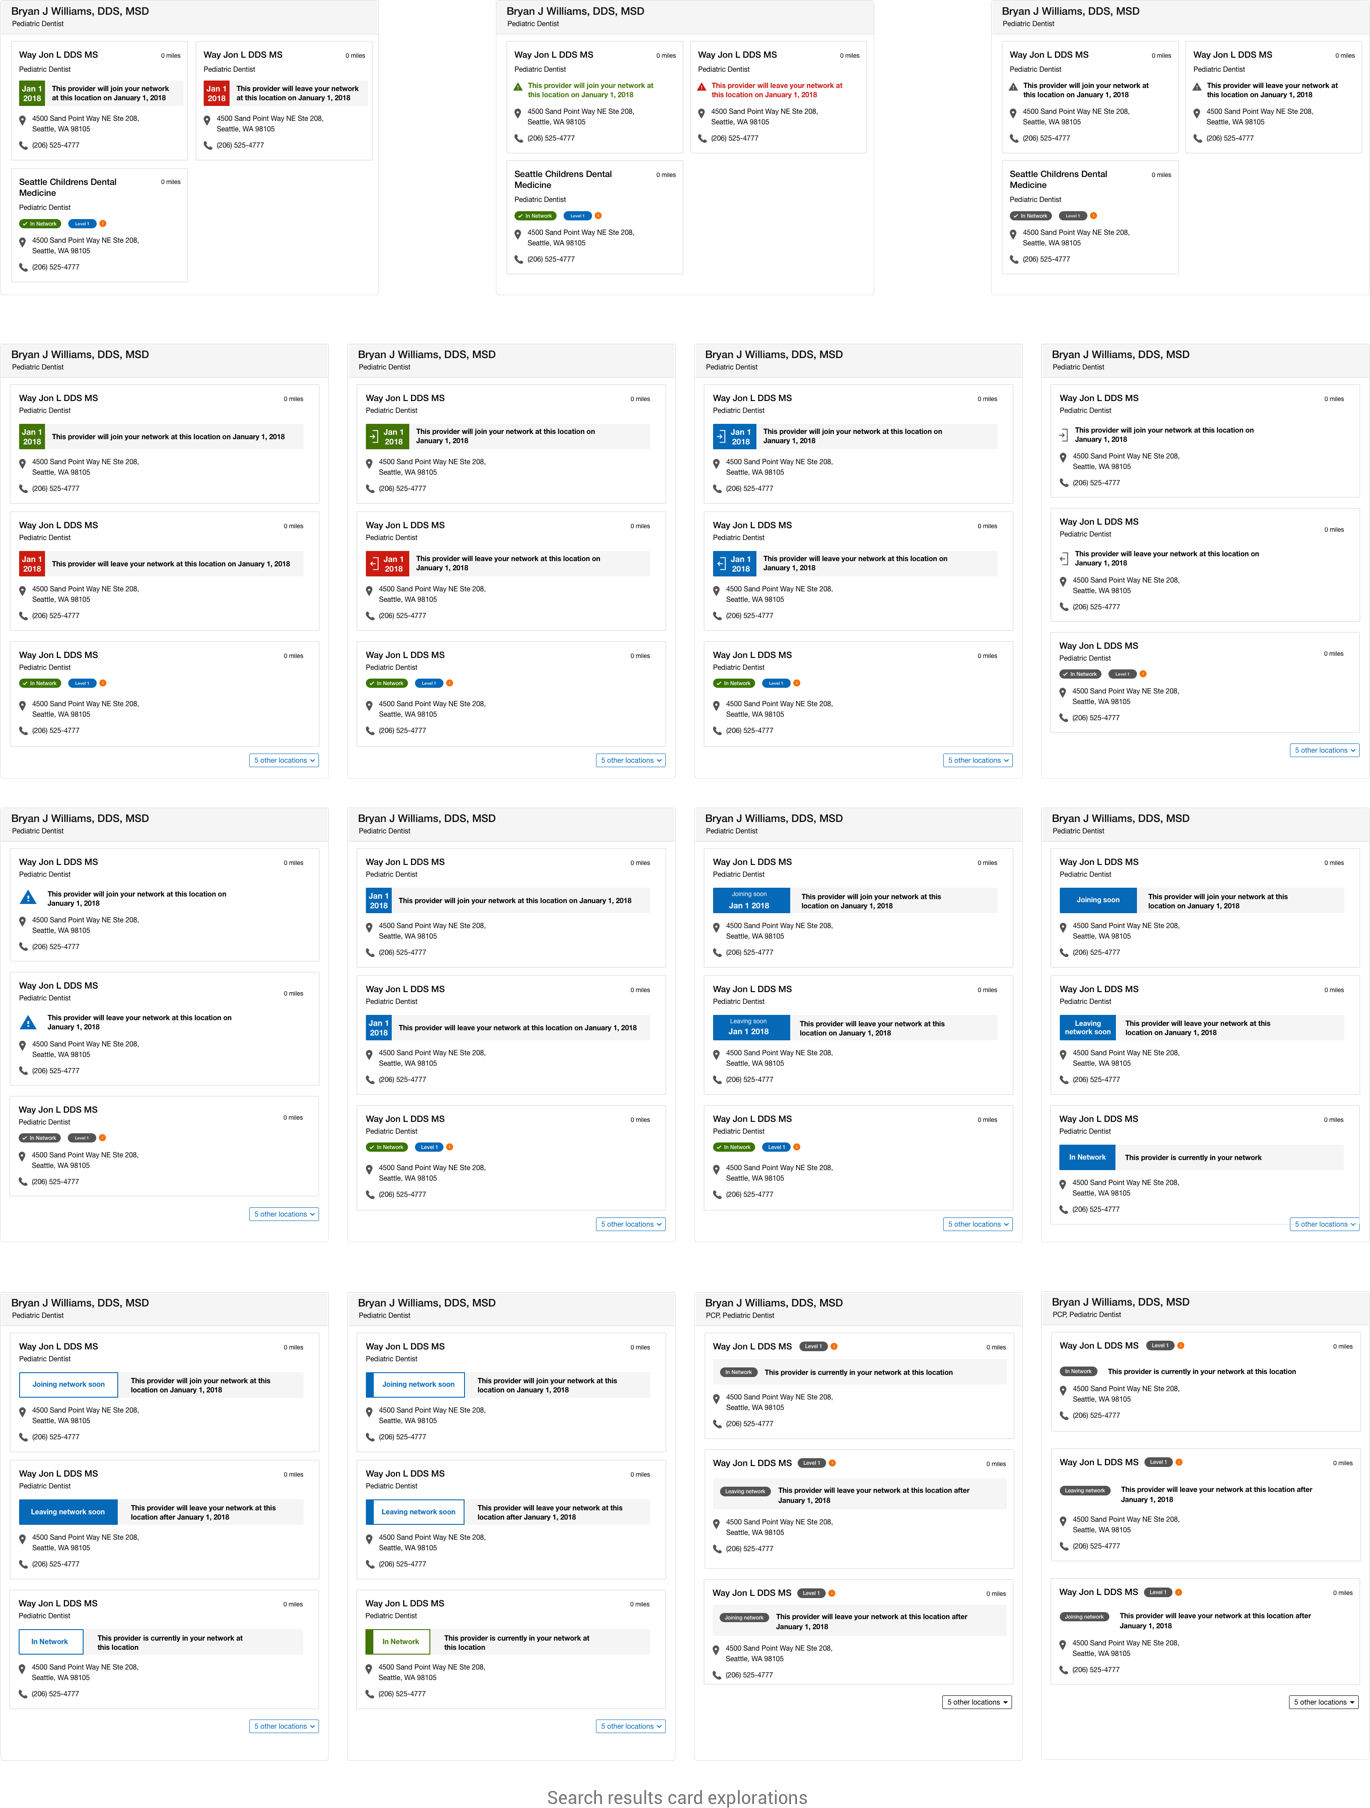 Bryan J Williams, DDS, MSD
Pediatric Dentist
Way Jon L DDS MS
0 miles
Pediatric Dentist
Jan 1
2018
This provider will join your network
at this location on January 1, 2018
4500 Sand Point Way NE Ste 208,
Seattle, WA 98105
(206) 525-4777
Way Jon L DDS MS
0 miles
Pediatric Dentist
Jan 1
2018
This provider will leave your network
at this location on January 1, 2018
4500 Sand Point Way NE Ste 208,
Seattle, WA 98105
(206) 525-4777
Seattle Childrens Dental
Medicine
0 miles
Pediatric Dentist
In Network
Level 1
4500 Sand Point Way NE Ste 208,
Seattle, WA 98105
(206) 525-4777
Bryan J Williams, DDS, MSD
Pediatric Dentist
Way Jon L DDS MS
0 miles
Pediatric Dentist
This provider will join your network at
this location on January 1, 2018
4500 Sand Point Way NE Ste 208,
Seattle, WA 98105
(206) 525-4777
Way Jon L DDS MS
0 miles
Pediatric Dentist
This provider will leave your network at
this location on January 1, 2018
4500 Sand Point Way NE Ste 208,
Seattle, WA 98105
(206) 525-4777
Seattle Childrens Dental
Medicine
0 miles
Pediatric Dentist
In Network
Level 1
4500 Sand Point Way NE Ste 208,
Seattle, WA 98105
(206) 525-4777
Bryan J Williams, DDS, MSD
Pediatric Dentist
Way Jon L DDS MS
0 miles
Pediatric Dentist
This provider will join your network at
this location on January 1, 2018
4500 Sand Point Way NE Ste 208,
Seattle, WA 98105
(206) 525-4777
Way Jon L DDS MS
0 miles
Pediatric Dentist
This provider will leave your network at
this location on January 1, 2018
4500 Sand Point Way NE Ste 208,
Seattle, WA 98105
(206) 525-4777
Seattle Childrens Dental
Medicine
0 miles
Pediatric Dentist
In Network
Level 1
4500 Sand Point Way NE Ste 208,
Seattle, WA 98105
(206) 525-4777
Bryan J Williams, DDS, MSD
Pediatric Dentist
Way Jon L DDS MS
0 miles
Pediatric Dentist
Jan 1
2018
This provider will join your network at this location on January 1, 2018
4500 Sand Point Way NE Ste 208,
Seattle, WA 98105
(206) 525-4777
Way Jon L DDS MS
0 miles
Pediatric Dentist
Jan 1
2018
This provider will leave your network at this location on January 1, 2018
4500 Sand Point Way NE Ste 208,
Seattle, WA 98105
(206) 525-4777
Way Jon L DDS MS
0 miles
Pediatric Dentist
In Network
Level 1
4500 Sand Point Way NE Ste 208,
Seattle, WA 98105
(206) 525-4777
5 other locations
Bryan J Williams, DDS, MSD
Pediatric Dentist
Way Jon L DDS MS
0 miles
Pediatric Dentist
Jan 1
2018
This provider will join your network at this location on
January 1, 2018
4500 Sand Point Way NE Ste 208,
Seattle, WA 98105
(206) 525-4777
Way Jon L DDS MS
0 miles
Pediatric Dentist
Jan 1
2018
This provider will leave your network at this location on
January 1, 2018
4500 Sand Point Way NE Ste 208,
Seattle, WA 98105
(206) 525-4777
Way Jon L DDS MS
0 miles
Pediatric Dentist
In Network
Level 1
4500 Sand Point Way NE Ste 208,
Seattle, WA 98105
(206) 525-4777
5 other locations
Bryan J Williams, DDS, MSD
Pediatric Dentist
Way Jon L DDS MS
0 miles
Pediatric Dentist
Jan 1
2018
This provider will join your network at this location on
January 1, 2018
4500 Sand Point Way NE Ste 208,
Seattle, WA 98105
(206) 525-4777
Way Jon L DDS MS
0 miles
Pediatric Dentist
Jan 1
2018
This provider will leave your network at this location on
January 1, 2018
4500 Sand Point Way NE Ste 208,
Seattle, WA 98105
(206) 525-4777
Way Jon L DDS MS
0 miles
Pediatric Dentist
In Network
Level 1
4500 Sand Point Way NE Ste 208,
Seattle, WA 98105
(206) 525-4777
5 other locations
Bryan J Williams, DDS, MSD
Pediatric Dentist
Way Jon L DDS MS
0 miles
Pediatric Dentist
This provider will join your network at this location on
January 1, 2018
4500 Sand Point Way NE Ste 208,
Seattle, WA 98105
(206) 525-4777
Way Jon L DDS MS
0 miles
Pediatric Dentist
This provider will leave your network at this location on
January 1, 2018
4500 Sand Point Way NE Ste 208,
Seattle, WA 98105
(206) 525-4777
Way Jon L DDS MS
0 miles
Pediatric Dentist
In Network
Level 1
4500 Sand Point Way NE Ste 208,
Seattle, WA 98105
(206) 525-4777
5 other locations
Bryan J Williams, DDS, MSD
Pediatric Dentist
Way Jon L DDS MS
0 miles
Pediatric Dentist
This provider will join your network at this location on
January 1, 2018
4500 Sand Point Way NE Ste 208,
Seattle, WA 98105
(206) 525-4777
Way Jon L DDS MS
0 miles
Pediatric Dentist
This provider will leave your network at this location on
January 1, 2018
4500 Sand Point Way NE Ste 208,
Seattle, WA 98105
(206) 525-4777
Way Jon L DDS MS
0 miles
Pediatric Dentist
In Network
Level 1
4500 Sand Point Way NE Ste 208,
Seattle, WA 98105
(206) 525-4777
5 other locations
Bryan J Williams, DDS, MSD
Pediatric Dentist
Way Jon L DDS MS
0 miles
Pediatric Dentist
Jan 1
2018
This provider will join your network at this location on January 1, 2018
4500 Sand Point Way NE Ste 208,
Seattle, WA 98105
(206) 525-4777
Way Jon L DDS MS
0 miles
Pediatric Dentist
Jan 1
2018
This provider will leave your network at this location on January 1, 2018
4500 Sand Point Way NE Ste 208,
Seattle, WA 98105
(206) 525-4777
Way Jon L DDS MS
0 miles
Pediatric Dentist
In Network
Level 1
4500 Sand Point Way NE Ste 208,
Seattle, WA 98105
(206) 525-4777
5 other locations
Bryan J Williams, DDS, MSD
Pediatric Dentist
Way Jon L DDS MS
0 miles
Pediatric Dentist
Joining soon
Jan 1 2018
This provider will join your network at this
location on January 1, 2018
4500 Sand Point Way NE Ste 208,
Seattle, WA 98105
(206) 525-4777
Way Jon L DDS MS
0 miles
Pediatric Dentist
Leaving soon
Jan 1 2018
This provider will leave your network at this
location on January 1, 2018
4500 Sand Point Way NE Ste 208,
Seattle, WA 98105
(206) 525-4777
Way Jon L DDS MS
0 miles
Pediatric Dentist
In Network
Level 1
4500 Sand Point Way NE Ste 208,
Seattle, WA 98105
(206) 525-4777
5 other locations
Bryan J Williams, DDS, MSD
Pediatric Dentist
Way Jon L DDS MS
0 miles
Pediatric Dentist
Joining soon
This provider will join your network at this
location on January 1, 2018
4500 Sand Point Way NE Ste 208,
Seattle, WA 98105
(206) 525-4777
Way Jon L DDS MS
0 miles
Pediatric Dentist
Leaving
network soon
This provider will leave your network at this
location on January 1, 2018
4500 Sand Point Way NE Ste 208,
Seattle, WA 98105
(206) 525-4777
Way Jon L DDS MS
0 miles
Pediatric Dentist
In Network
This provider is currently in your network
4500 Sand Point Way NE Ste 208,
Seattle, WA 98105
(206) 525-4777
5 other locations
Bryan J Williams, DDS, MSD
Pediatric Dentist
Way Jon L DDS MS
0 miles
Pediatric Dentist
Joining network soon
This provider will join your network at this
location on January 1, 2018
4500 Sand Point Way NE Ste 208,
Seattle, WA 98105
(206) 525-4777
Way Jon L DDS MS
0 miles
Pediatric Dentist
Leaving network soon
This provider will leave your network at this
location after January 1, 2018
4500 Sand Point Way NE Ste 208,
Seattle, WA 98105
(206) 525-4777
Way Jon L DDS MS
0 miles
Pediatric Dentist
In Network
This provider is currently in your network at
this location
4500 Sand Point Way NE Ste 208,
Seattle, WA 98105
(206) 525-4777
5 other locations
Bryan J Williams, DDS, MSD
Pediatric Dentist
Way Jon L DDS MS
0 miles
Pediatric Dentist
Joining network soon
This provider will join your network at this
location on January 1, 2018
4500 Sand Point Way NE Ste 208,
Seattle, WA 98105
(206) 525-4777
Way Jon L DDS MS
0 miles
Pediatric Dentist
Leaving network soon
This provider will leave your network at this
location after January 1, 2018
4500 Sand Point Way NE Ste 208,
Seattle, WA 98105
(206) 525-4777
Way Jon L DDS MS
0 miles
Pediatric Dentist
In Network
This provider is currently in your network at
this location
4500 Sand Point Way NE Ste 208,
Seattle, WA 98105
(206) 525-4777
5 other locations
Bryan J Williams, DDS, MSD
PCP, Pediatric Dentist
Way Jon L DDS MS
Level 1
0 miles
In Network
This provider is currently in your network at this location
4500 Sand Point Way NE Ste 208,
Seattle, WA 98105
(206) 525-4777
Way Jon L DDS MS
Level 1
0 miles
Leaving network
This provider will leave your network at this location after
January 1, 2018
4500 Sand Point Way NE Ste 208,
Seattle, WA 98105
(206) 525-4777
Way Jon L DDS MS
Level 1
0 miles
Joining network
This provider will leave your network at this location after
January 1, 2018
4500 Sand Point Way NE Ste 208,
Seattle, WA 98105
(206) 525-4777
5 other locations
Bryan J Williams, DDS, MSD
PCP, Pediatric Dentist
Way Jon L DDS MS
Level 1
0 miles
In Network
This provider is currently in your network at this location
4500 Sand Point Way NE Ste 208,
Seattle, WA 98105
(206) 525-4777
Way Jon L DDS MS
Level 1
0 miles
Leaving network
This provider will leave your network at this location after
January 1, 2018
4500 Sand Point Way NE Ste 208,
Seattle, WA 98105
(206) 525-4777
Way Jon L DDS MS
Level 1
0 miles
Joining network
This provider will leave your network at this location after
January 1, 2018
4500 Sand Point Way NE Ste 208,
Seattle, WA 98105
(206) 525-4777
5 other locations
Search results card explorations